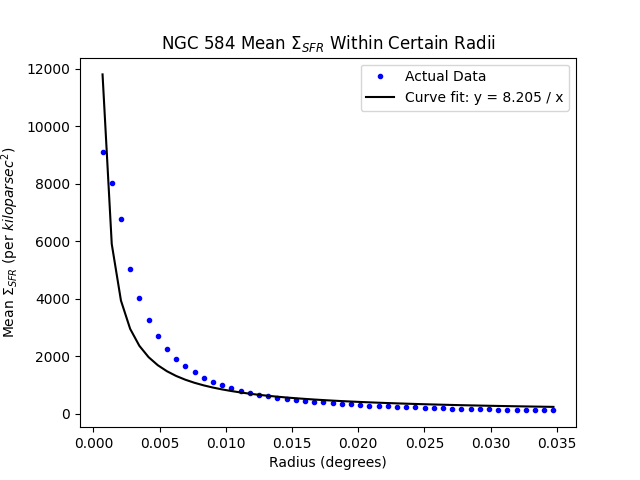 NGC 584 Mean Σ_SFR Within Certain Radii
Actual Data
Curve fit: y = 8.205 / x
12000
10000
8000
6000
4000
2000
0
Mean Σ_SFR (per kiloparsec²)
0.000 0.005 0.010 0.015 0.020 0.025 0.030 0.035
Radius (degrees)